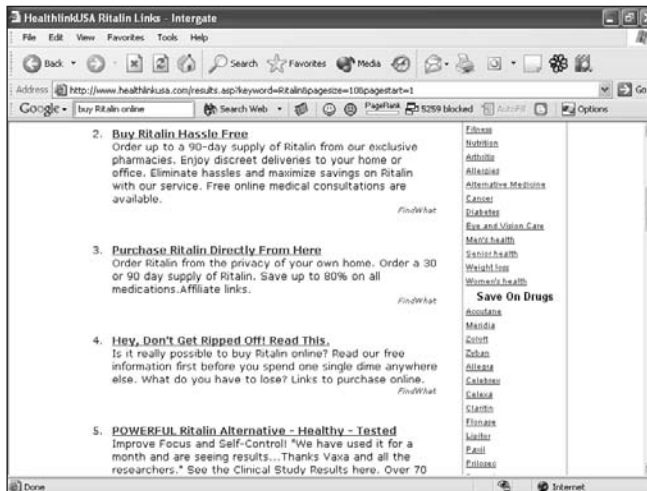 HealthlinkUSA Ritalin Links - Intergate
File Edit View Favorites Tools Help
Back Search Favorites Media
Address http://www.healthlinkusa.com/results.asp?keyword=Ritalin&pagesize=10&pagestart=1 Go
Google buy Ritalin online Search Web PageRank 5259 blocked AutoFill Options
2. Buy Ritalin Hassle Free
Order up to a 90-day supply of Ritalin from our exclusive
pharmacies. Enjoy discreet deliveries to your home or
office. Eliminate hassles and maximize savings on Ritalin
with our service. Free online medical consultations are
available.
FindWhat
3. Purchase Ritalin Directly From Here
Order Ritalin from the privacy of your own home. Order a 30
or 90 day supply of Ritalin. Save up to 80% on all
medications.Affiliate links.
FindWhat
4. Hey, Don't Get Ripped Off! Read This.
Is it really possible to buy Ritalin online? Read our free
information first before you spend one single dime anywhere
else. What do you have to lose? Links to purchase online.
FindWhat
5. POWERFUL Ritalin Alternative - Healthy - Tested
Improve Focus and Self-Control! "We have used it for a
month and are seeing results...Thanks Vaxa and all the
researchers." See the Clinical Study Results here. Over 70
Fitness
Nutrition
Arthritis
Allergies
Alternative Medicine
Cancer
Diabetes
Eye and Vision Care
Men's health
Senior health
Weight loss
Women's health
Save On Drugs
Accutane
Meridia
Zoloft
Zyban
Allegra
Celebrex
Celexa
Claritin
Flonase
Lipitor
Paxil
Prilosec
Done Internet